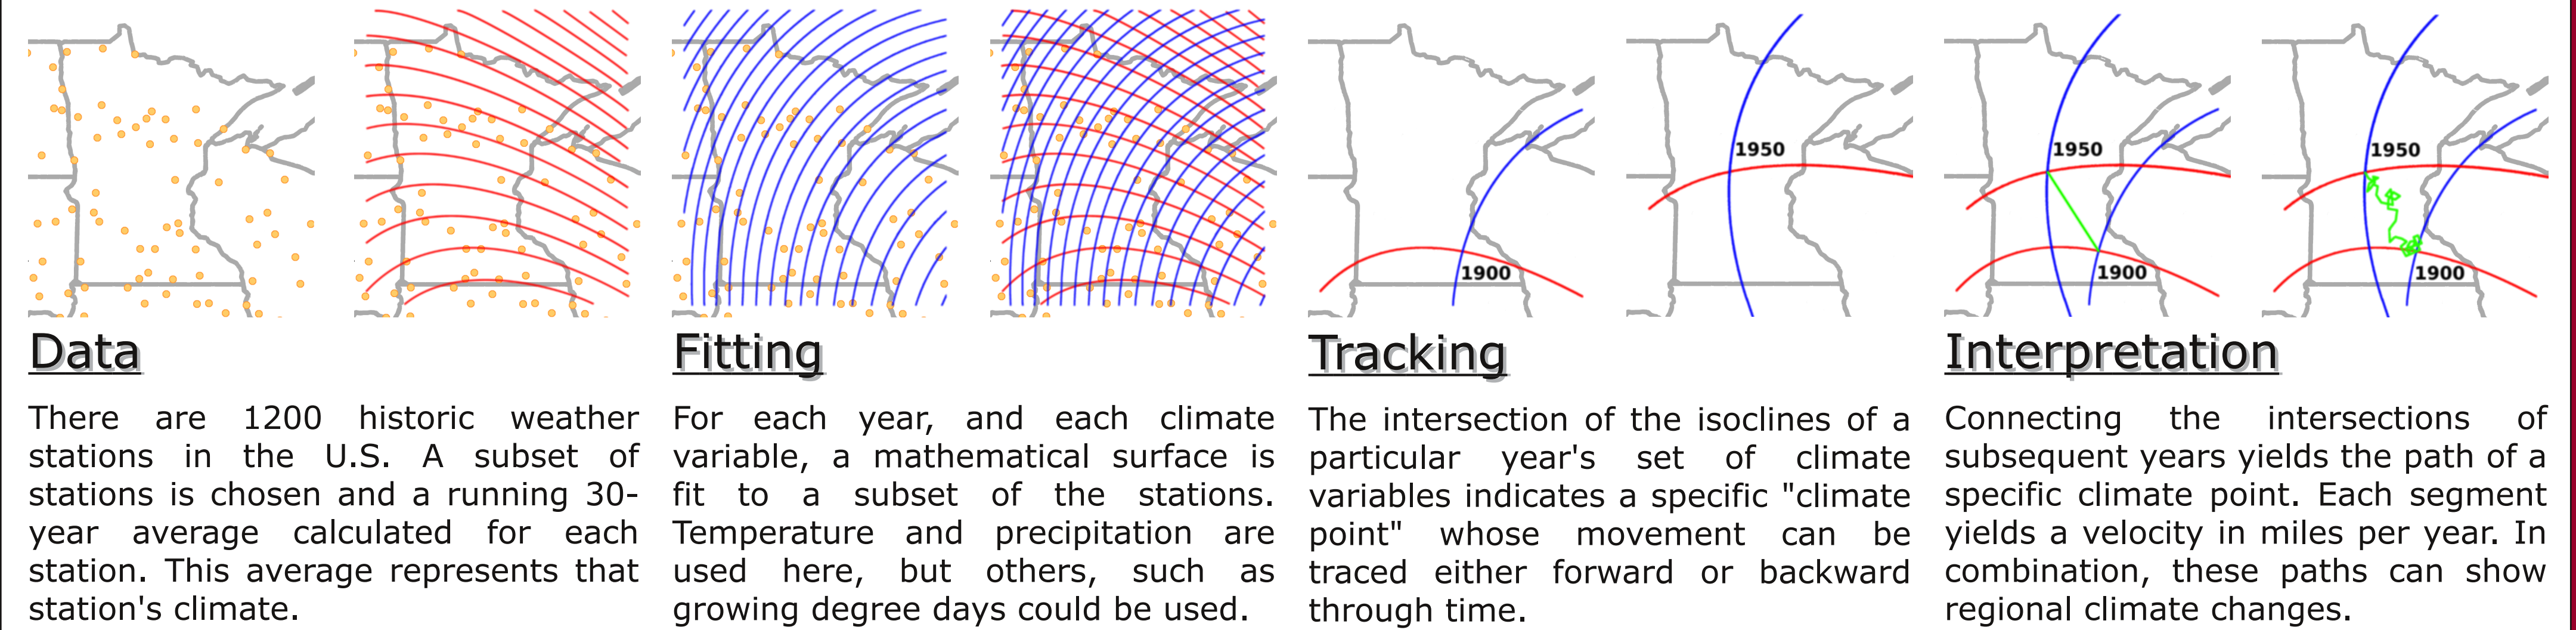 1900
1950
1950
1900
1950
1900
Data
There are 1200 historic weather
stations in the U.S. A subset of
stations is chosen and a running 30-
year average calculated for each
station. This average represents that
station's climate.
Fitting
For each year, and each climate
variable, a mathematical surface is
fit to a subset of the stations.
Temperature and precipitation are
used here, but others, such as
growing degree days could be used.
Tracking
The intersection of the isoclines of a
particular year's set of climate
variables indicates a specific "climate
point" whose movement can be
traced either forward or backward
through time.
Interpretation
Connecting the intersections of
subsequent years yields the path of a
specific climate point. Each segment
yields a velocity in miles per year. In
combination, these paths can show
regional climate changes.